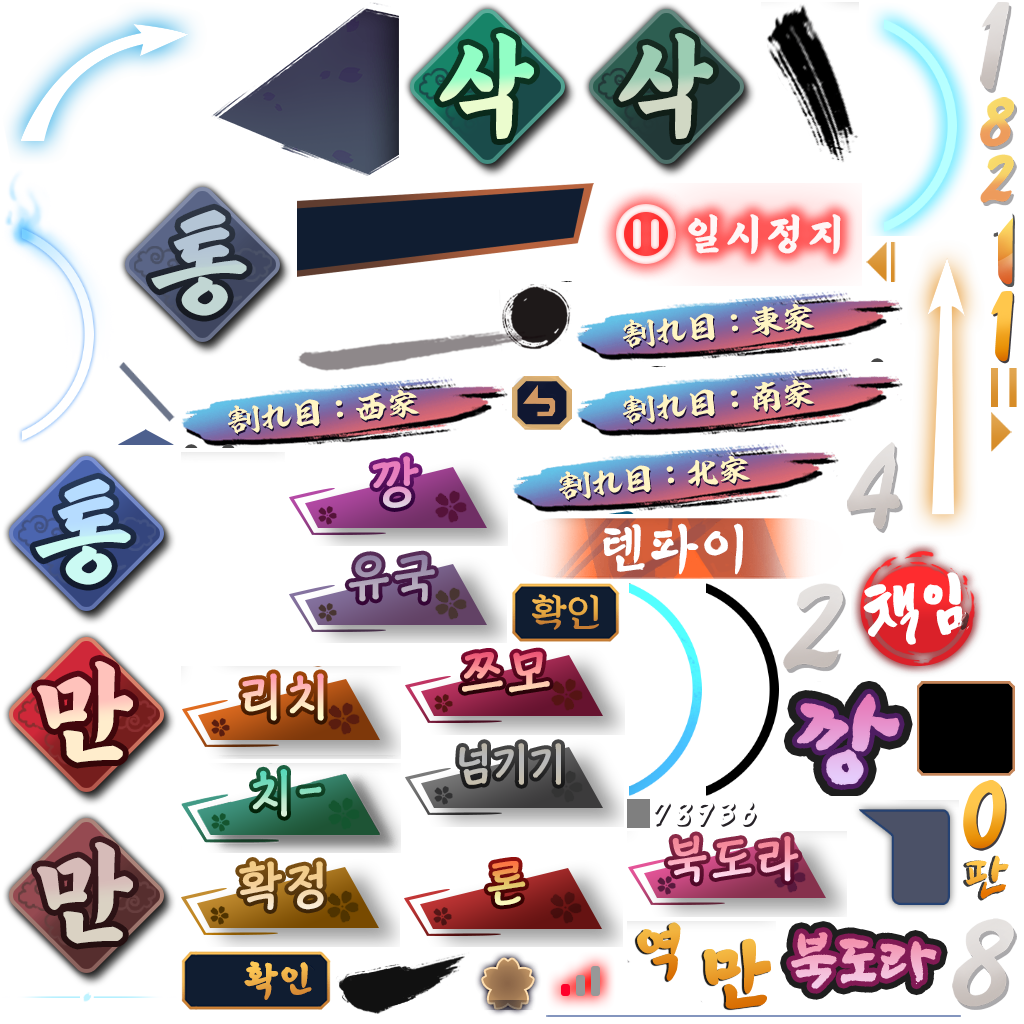 1
삭
삭
8
2
통
일시정지
1
1
割れ目：東家
割れ目：西家
割れ目：南家
割れ目：北家
4
통
깡
텐파이
유국
확인
2
책임
만
리치
쯔모
깡
치-
넘기기
78936
0
만
확정
론
북도라
판
역
만
북도라
8
확인